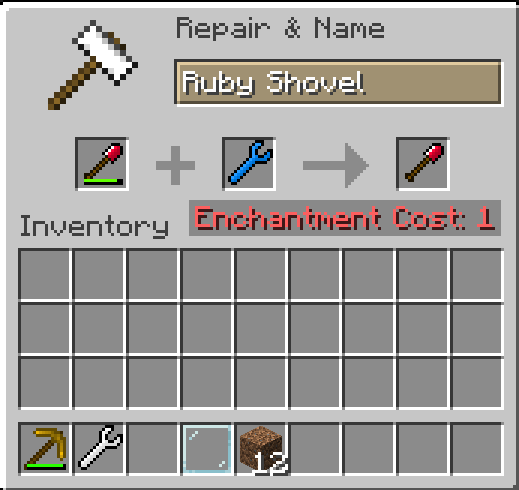 Repair & Name
Ruby Shovel
Enchantment Cost: 1
Inventory
12